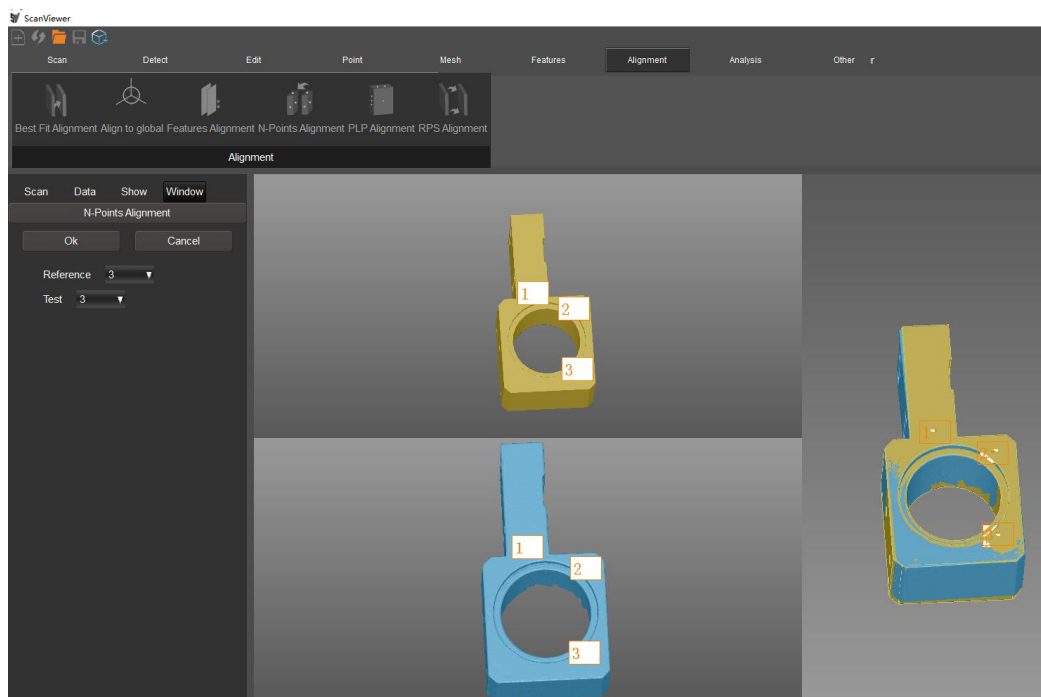 ScanViewer
Scan Detect Edit Point Mesh Features Alignment Analysis Other r
Best Fit Alignment Align to global Features Alignment N-Points Alignment PLP Alignment RPS Alignment
Alignment
Scan Data Show Window
N-Points Alignment
Ok Cancel
Reference 3
Test 3
1
2
3
1
2
3
1